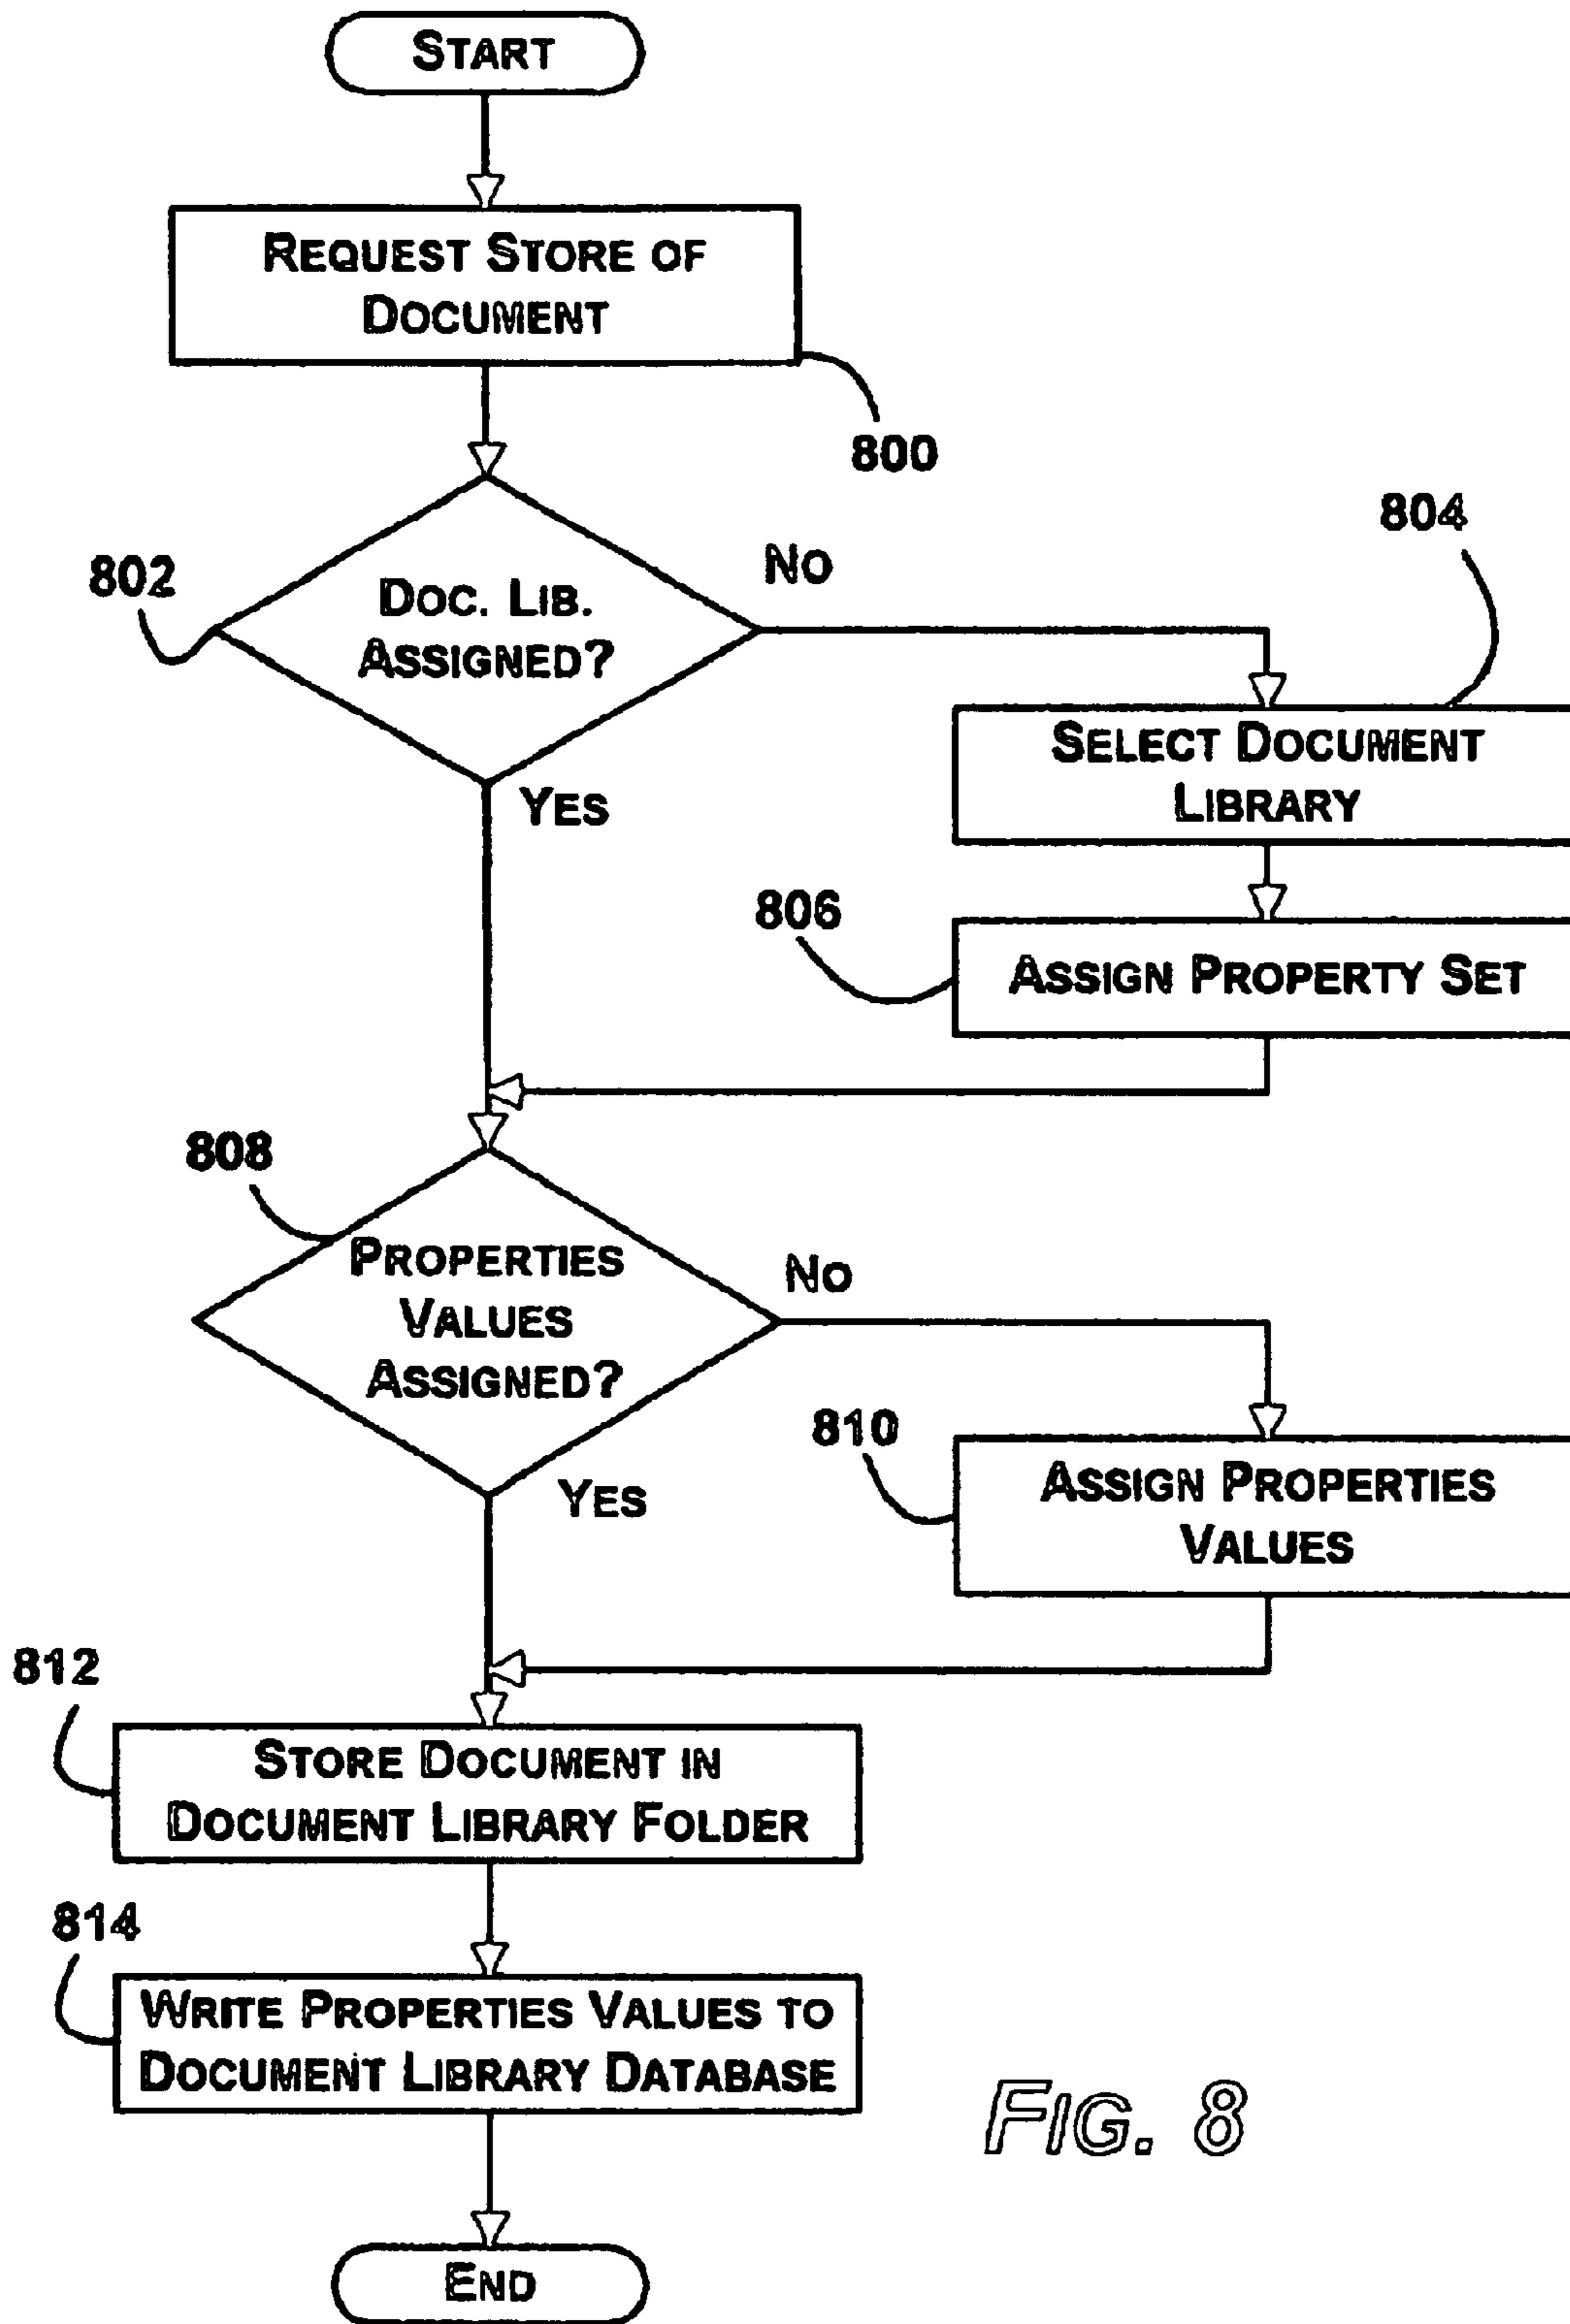 START
REQUEST STORE OF
DOCUMENT
800
802
DOC. LIB.
ASSIGNED?
NO
YES
804
SELECT DOCUMENT
LIBRARY
806
ASSIGN PROPERTY SET
808
PROPERTIES
VALUES
ASSIGNED?
NO
YES
810
ASSIGN PROPERTIES
VALUES
812
STORE DOCUMENT IN
DOCUMENT LIBRARY FOLDER
814
WRITE PROPERTIES VALUES TO
DOCUMENT LIBRARY DATABASE
END
FIG. 8